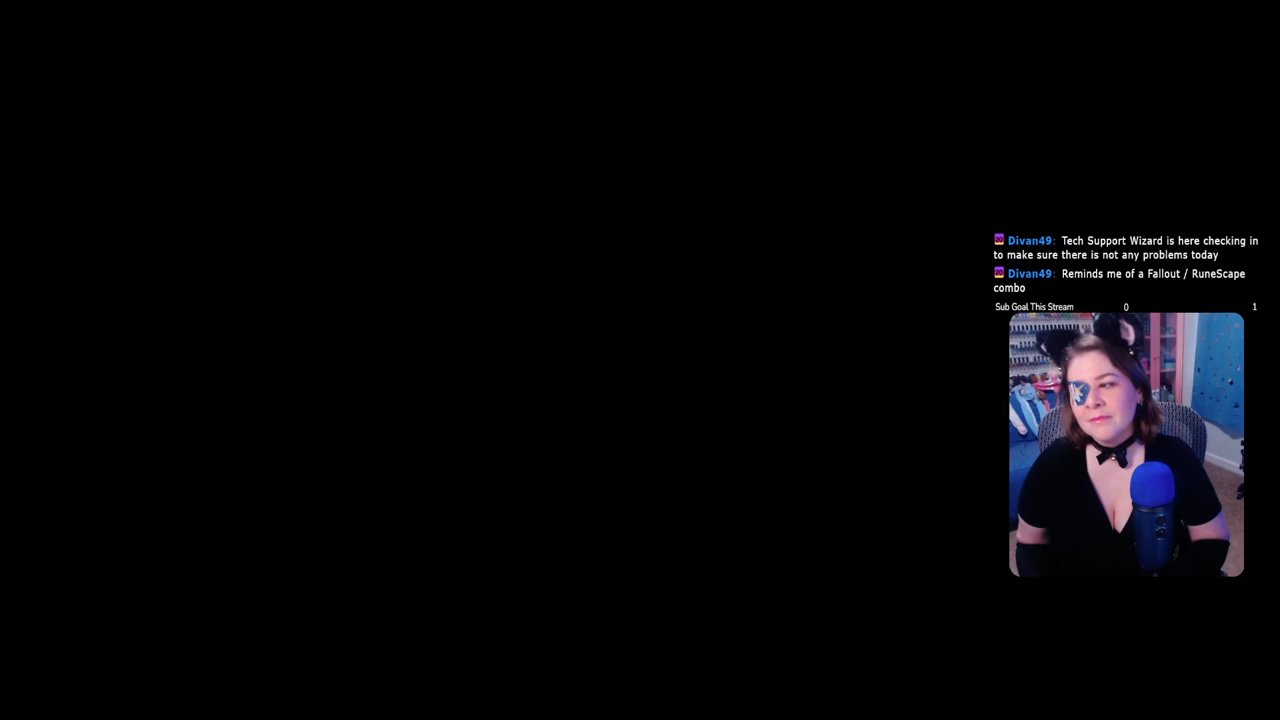 Divan49: Tech Support Wizard is here checking in
to make sure there is not any problems today
Divan49: Reminds me of a Fallout / RuneScape
combo
Sub Goal This Stream 0 1